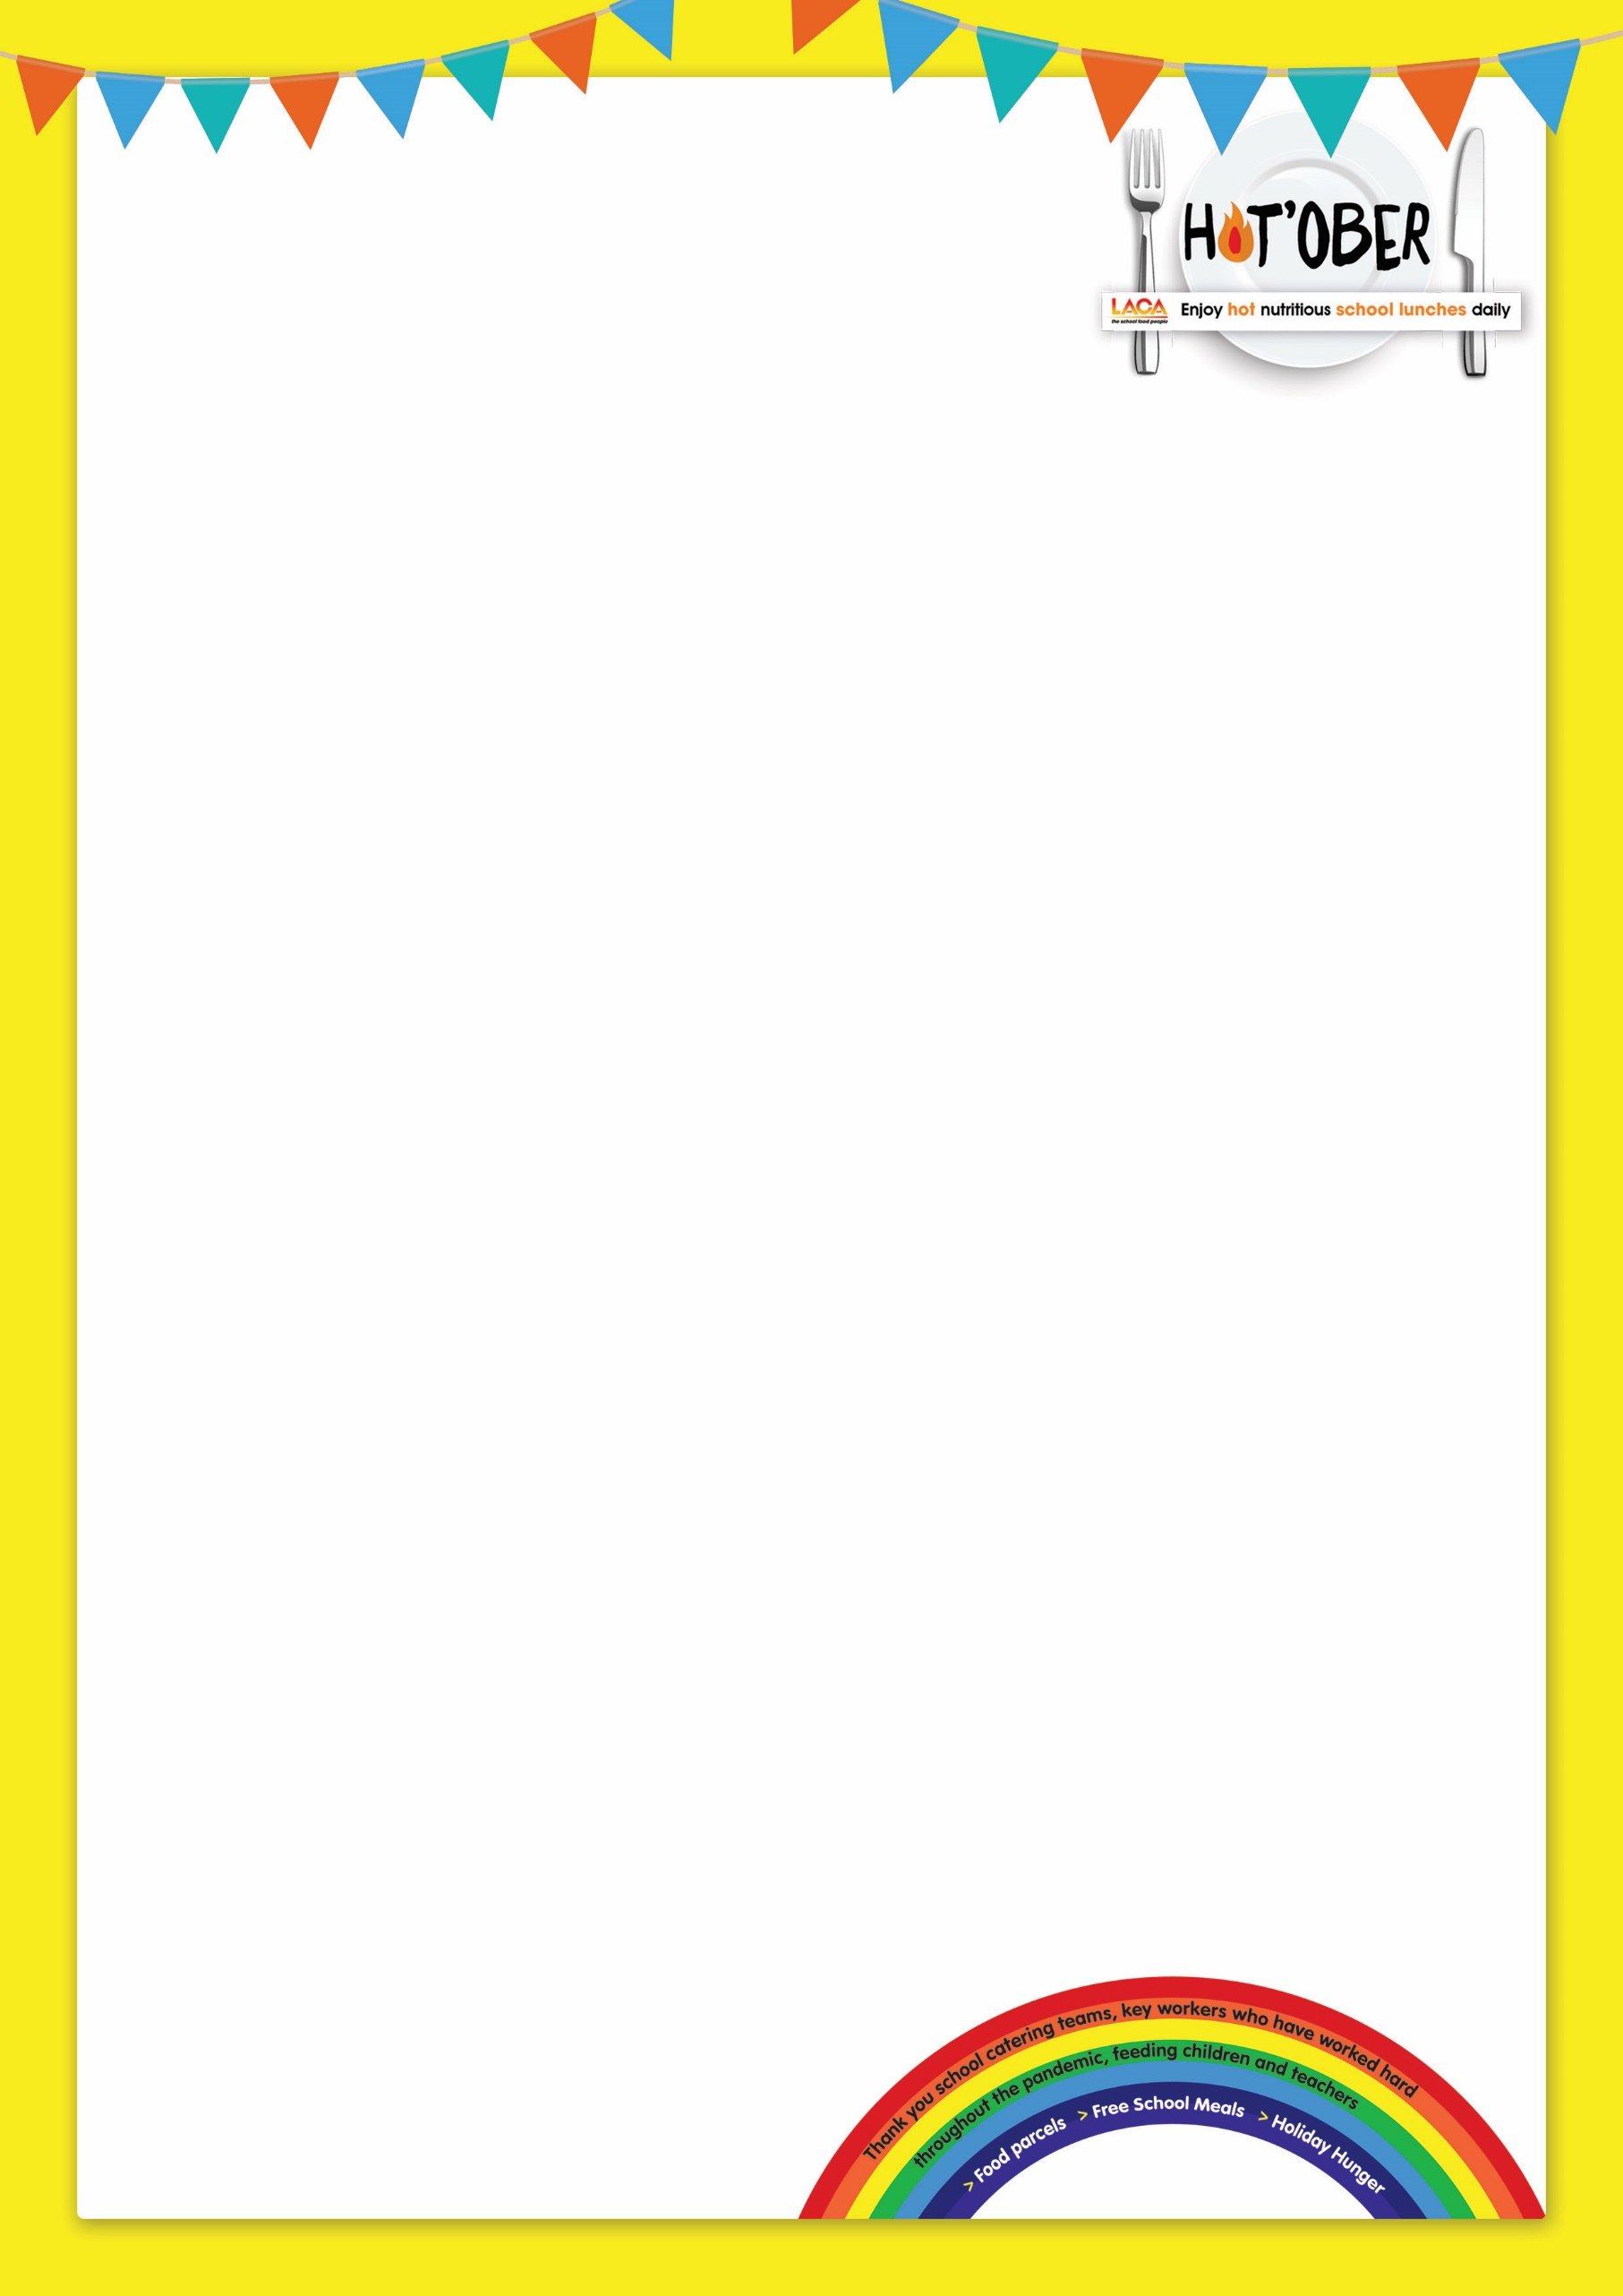 HOT'OBER
LACA
the school food people
Enjoy hot nutritious school lunches daily
Thank you school catering teams, key workers who have worked hard
throughout the pandemic, feeding children and teachers
> Food parcels > Free School Meals > Holiday Hunger